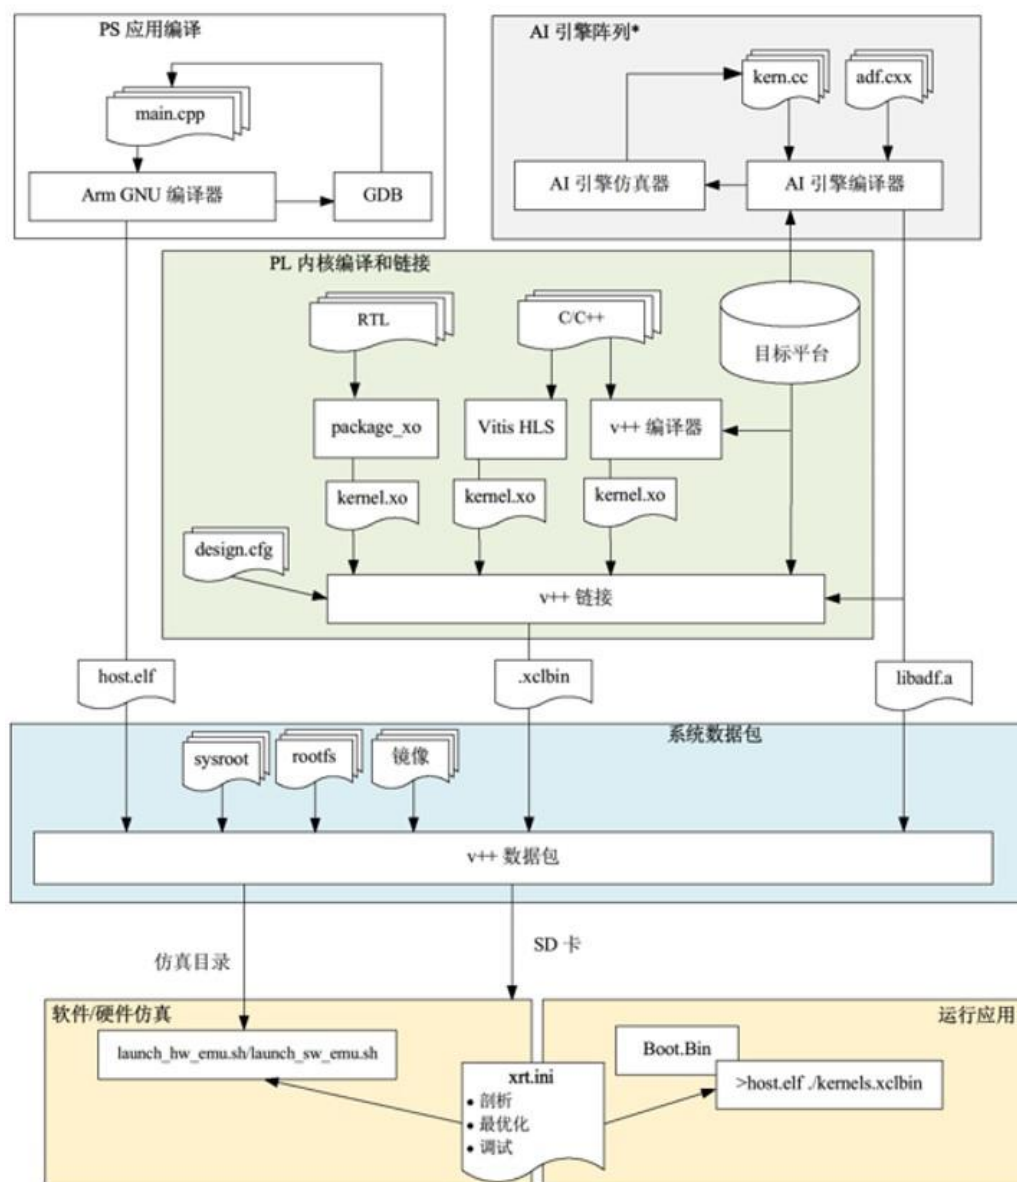 PS 应用编译
main.cpp
Arm GNU 编译器
GDB
AI 引擎阵列*
kern.cc
adf.cxx
AI 引擎仿真器
AI 引擎编译器
PL 内核编译和链接
RTL
C/C++
目标平台
package_xo
Vitis HLS
v++ 编译器
kernel.xo
kernel.xo
kernel.xo
design.cfg
v++ 链接
host.elf
.xclbin
libadf.a
系统数据包
sysroot
rootfs
镜像
v++ 数据包
仿真目录
SD 卡
软件/硬件仿真
launch_hw_emu.sh/launch_sw_emu.sh
xrt.ini
• 剖析
• 最优化
• 调试
运行应用
Boot.Bin
>host.elf ./kernels.xclbin